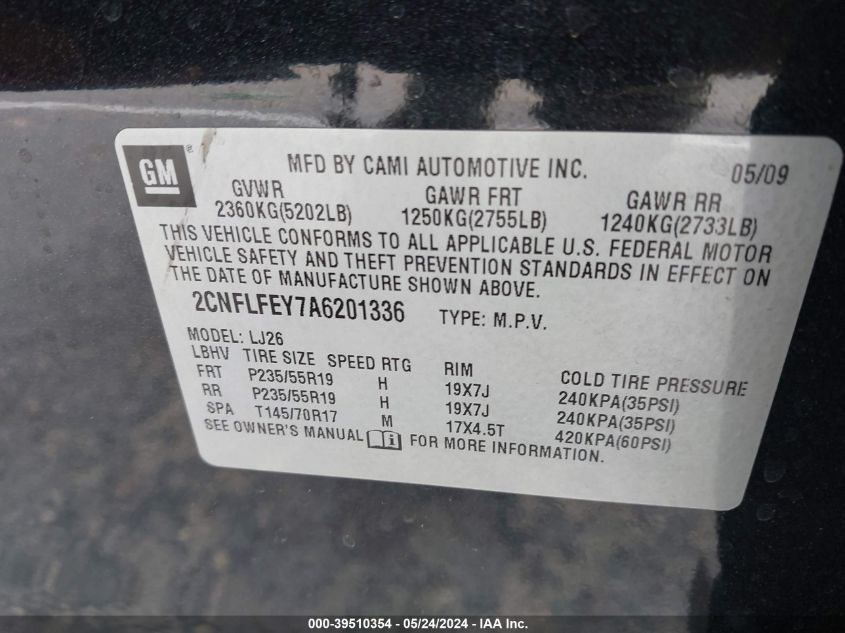 GM®
MFD BY CAMI AUTOMOTIVE INC. 05/09
GVWR GAWR FRT GAWR RR
2360KG(5202LB) 1250KG(2755LB) 1240KG(2733LB)
THIS VEHICLE CONFORMS TO ALL APPLICABLE U.S. FEDERAL MOTOR
VEHICLE SAFETY AND THEFT PREVENTION STANDARDS IN EFFECT ON
THE DATE OF MANUFACTURE SHOWN ABOVE.
2CNFLFEY7A6201336 TYPE: M.P.V.
MODEL: LJ26
LBHV TIRE SIZE SPEED RTG RIM COLD TIRE PRESSURE
FRT P235/55R19 H 19X7J 240KPA(35PSI)
RR P235/55R19 H 19X7J 240KPA(35PSI)
SPA T145/70R17 M 17X4.5T 420KPA(60PSI)
SEE OWNER'S MANUAL FOR MORE INFORMATION.
000-39510354 / 05/24/2024 - IAA Inc.